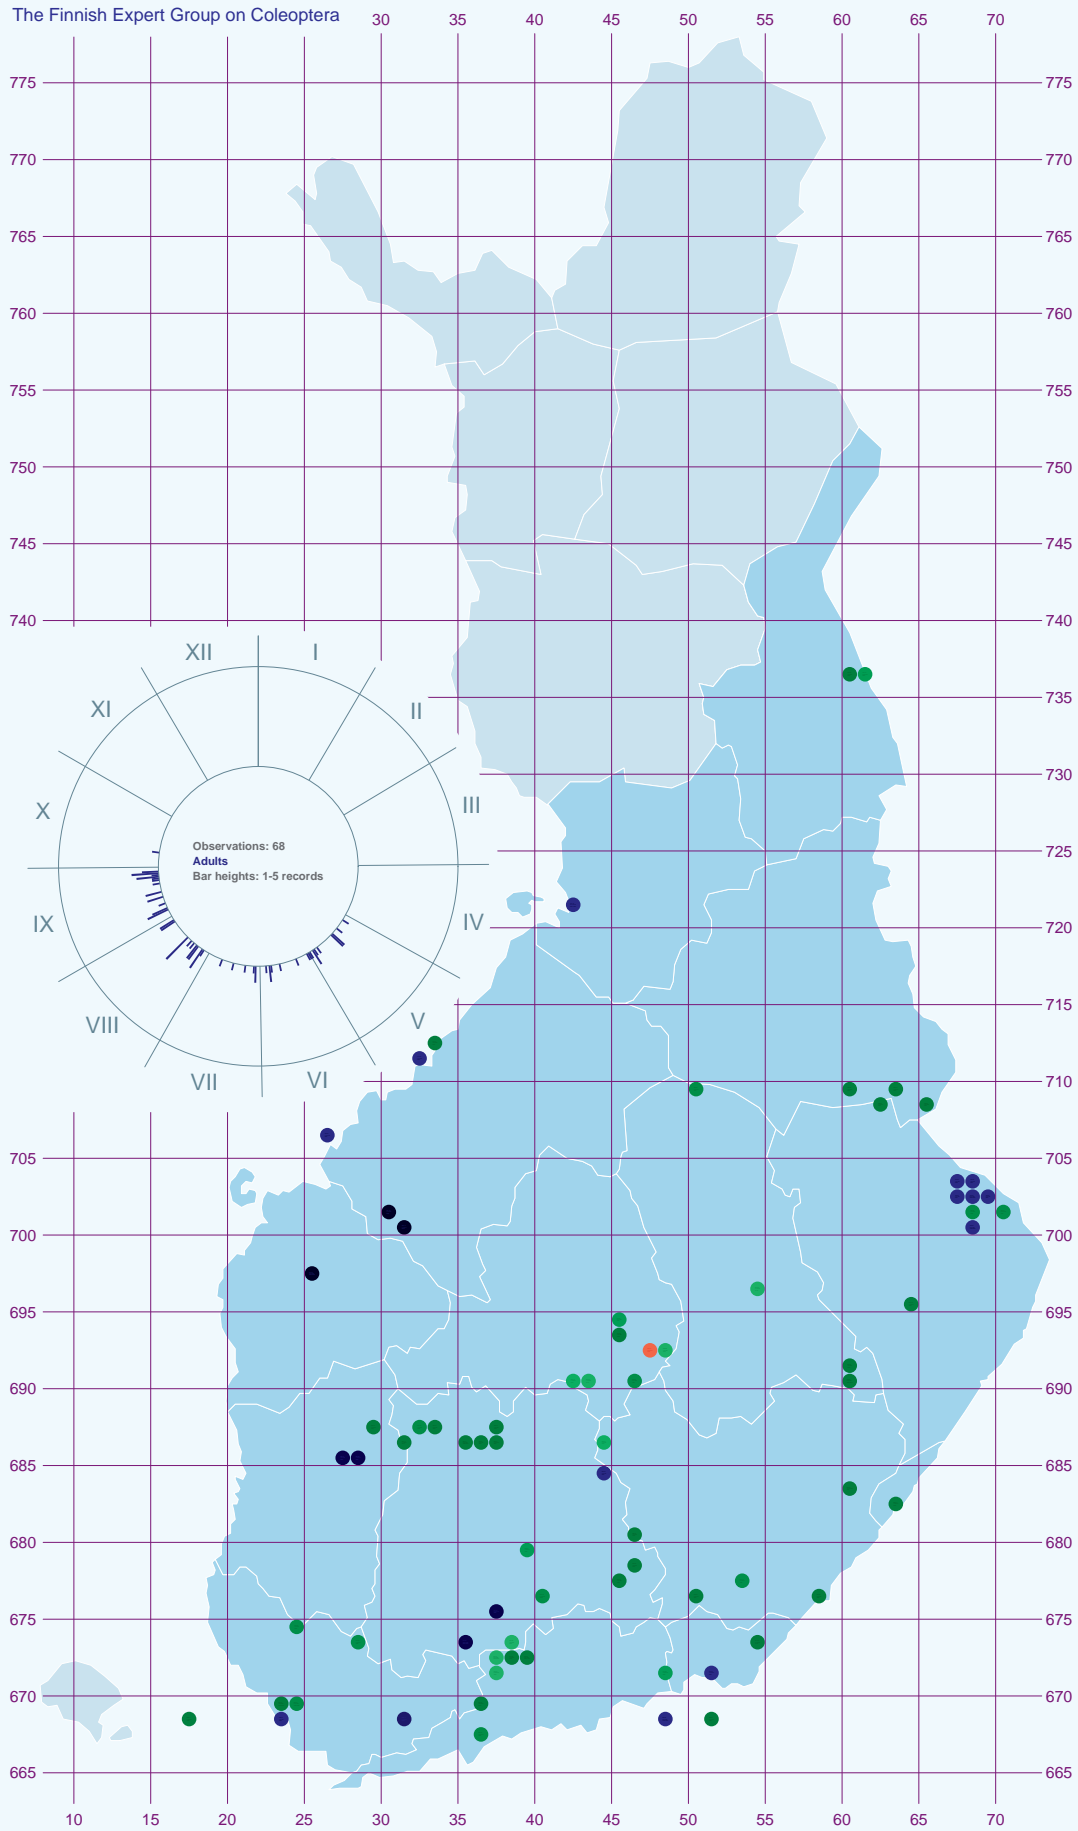 The Finnish Expert Group on Coleoptera
30 35 40 45 50 55 60 65 70
775 775
770 770
765 765
760 760
755 755
750 750
745 745
740 740
XII I
XI II
735
X III
730
Observations: 68
Adults
Bar heights: 1-5 records
725
IX IV
720
715
VIII V
VII VI
710
705 705
700 700
695 695
690 690
685 685
680 680
675 675
670 670
665 665
10 15 20 25 30 35 40 45 50 55 60 65 70